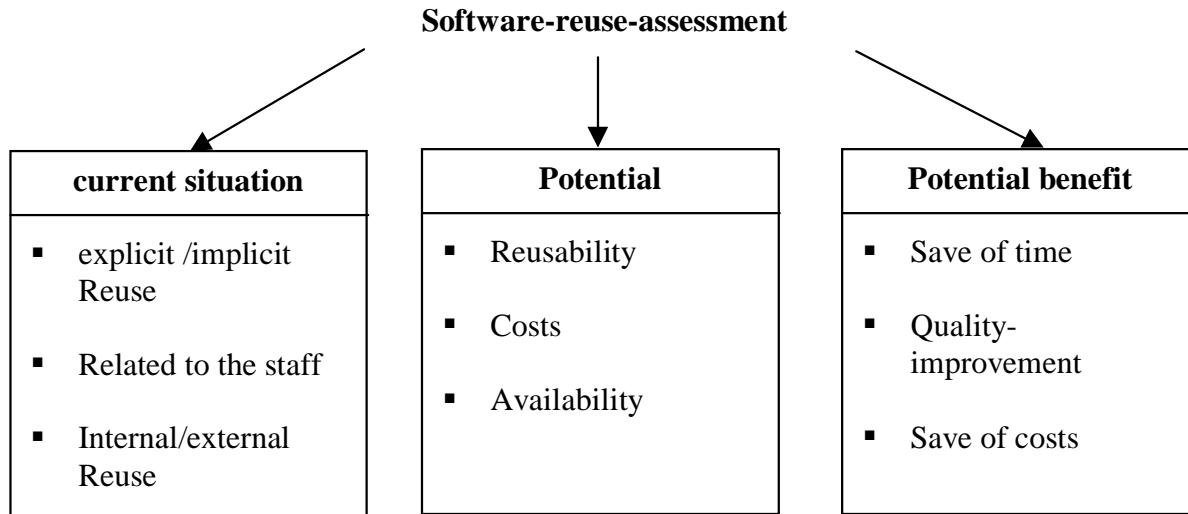 Software-reuse-assessment
current situation
▪ explicit /implicit
Reuse
▪ Related to the staff
▪ Internal/external
Reuse
Potential
▪ Reusability
▪ Costs
▪ Availability
Potential benefit
▪ Save of time
▪ Quality-
improvement
▪ Save of costs